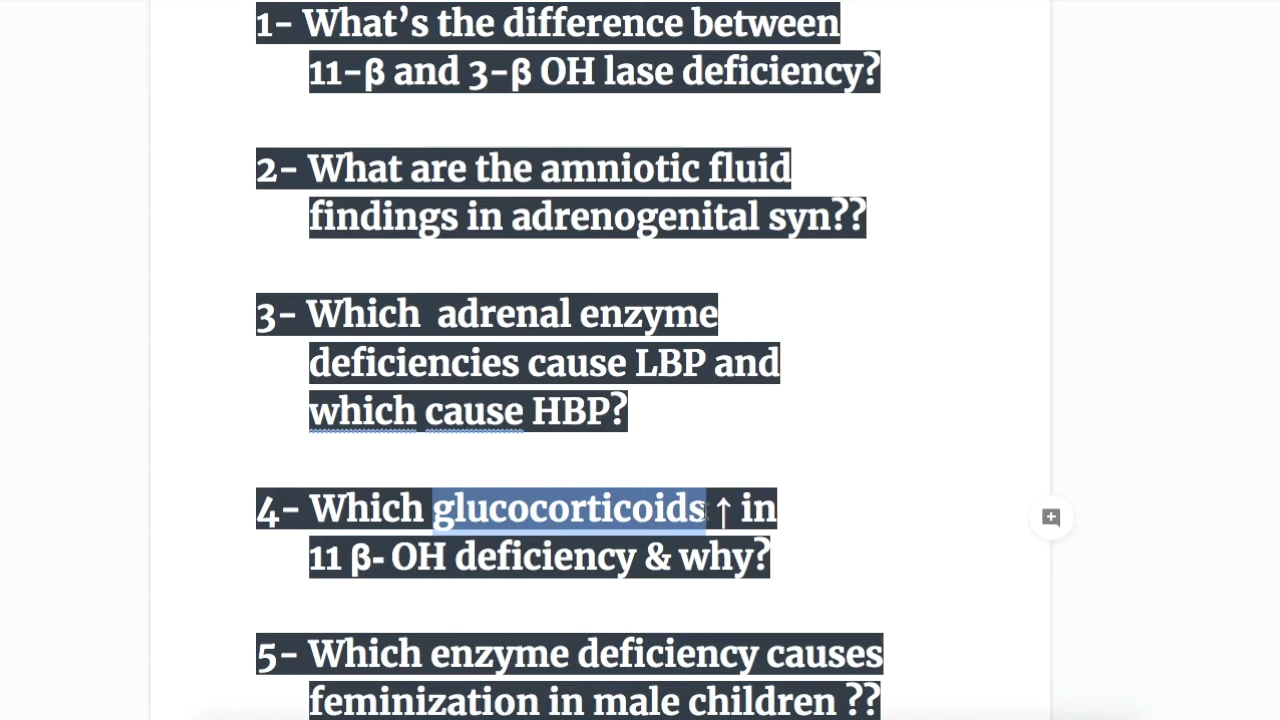 1- What’s the difference between
11-β and 3-β OH lase deficiency?
2- What are the amniotic fluid
findings in adrenogenital syn??
3- Which  adrenal enzyme
deficiencies cause LBP and
which cause HBP?
4- Which glucocorticoids ↑ in
11 β- OH deficiency & why?
5- Which enzyme deficiency causes
feminization in male children ??